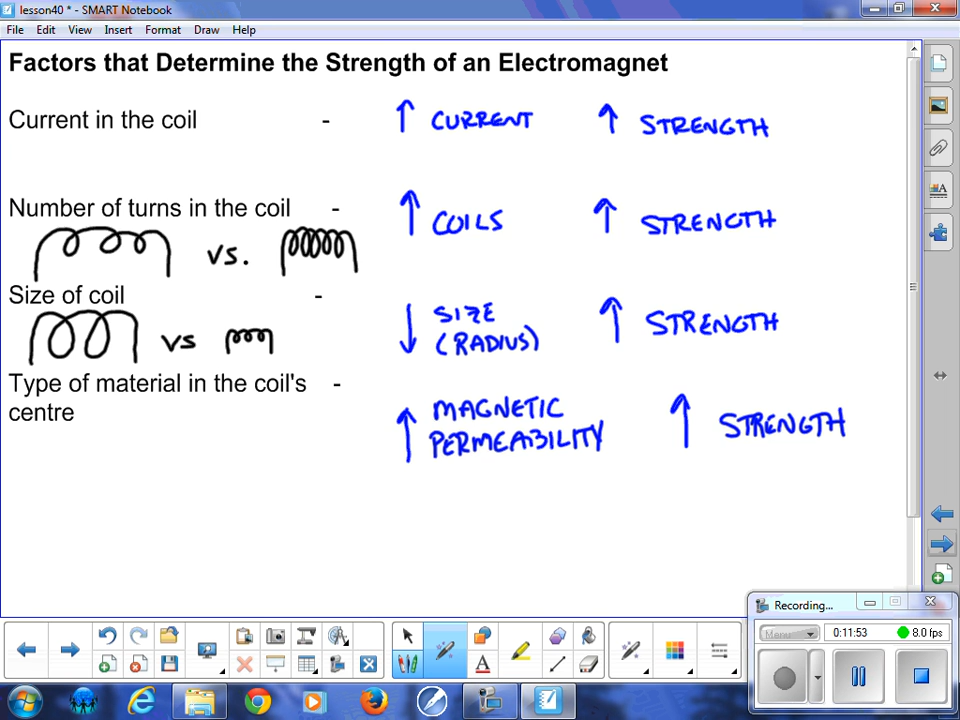 lesson40 * - SMART Notebook
File Edit View Insert Format Draw Help
Factors that Determine the Strength of an Electromagnet
Current in the coil - ↑ CURRENT ↑ STRENGTH
Number of turns in the coil - ↑ COILS ↑ STRENGTH
vs.
Size of coil - ↓ SIZE (RADIUS) ↑ STRENGTH
vs
Type of material in the coil's centre - ↑ MAGNETIC PERMEABILITY ↑ STRENGTH
Recording...
Menu 0:11:53 8.0 fps